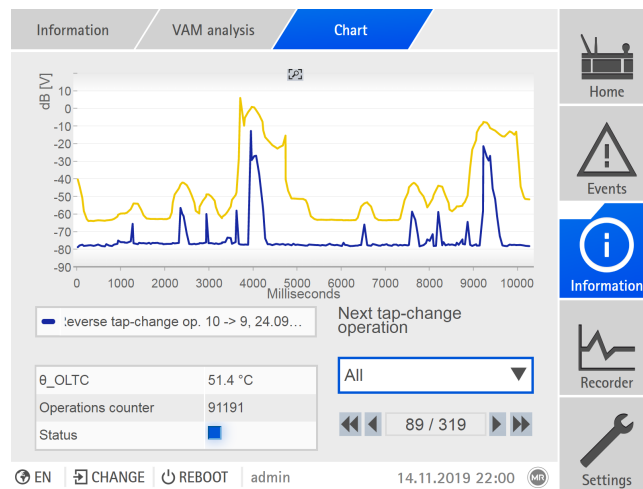 Information
VAM analysis
Chart
Home
Events
Information
Recorder
Settings
dB [V]
10
0
-10
-20
-30
-40
-50
-60
-70
-80
-90
0 1000 2000 3000 4000 5000 6000 7000 8000 9000 10000
Milliseconds
everse tap-change op. 10 -> 9, 24.09...
Next tap-change
operation
All
θ_OLTC 51.4 °C
Operations counter 91191
Status
89 / 319
EN CHANGE REBOOT admin 14.11.2019 22:00 MR